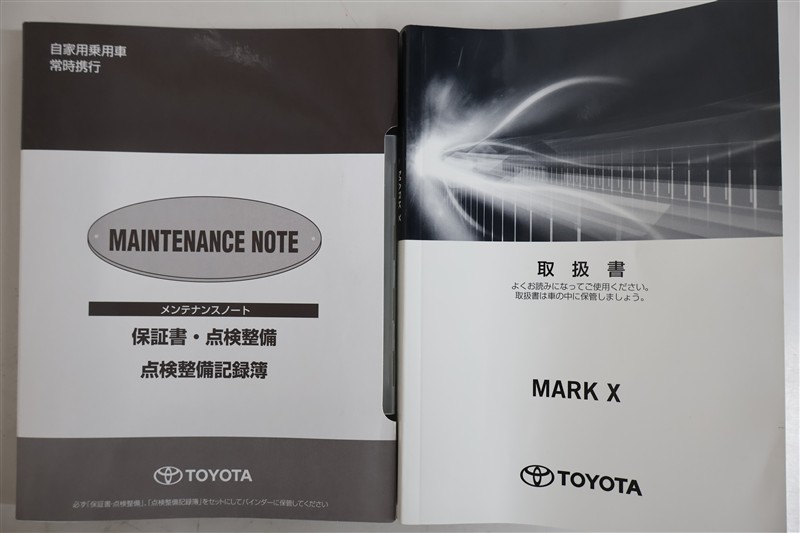 自家用乗用車
常時携行
MAINTENANCE NOTE
メンテナンスノート
保証書・点検整備
点検整備記録簿
TOYOTA
必ず「保証書・点検整備」、「点検整備記録簿」をセットにしてバインダーに保管してください
MARK X
取扱書
よくお読みになってご使用ください。
取扱書は車の中に保管しましょう。
MARK X
TOYOTA